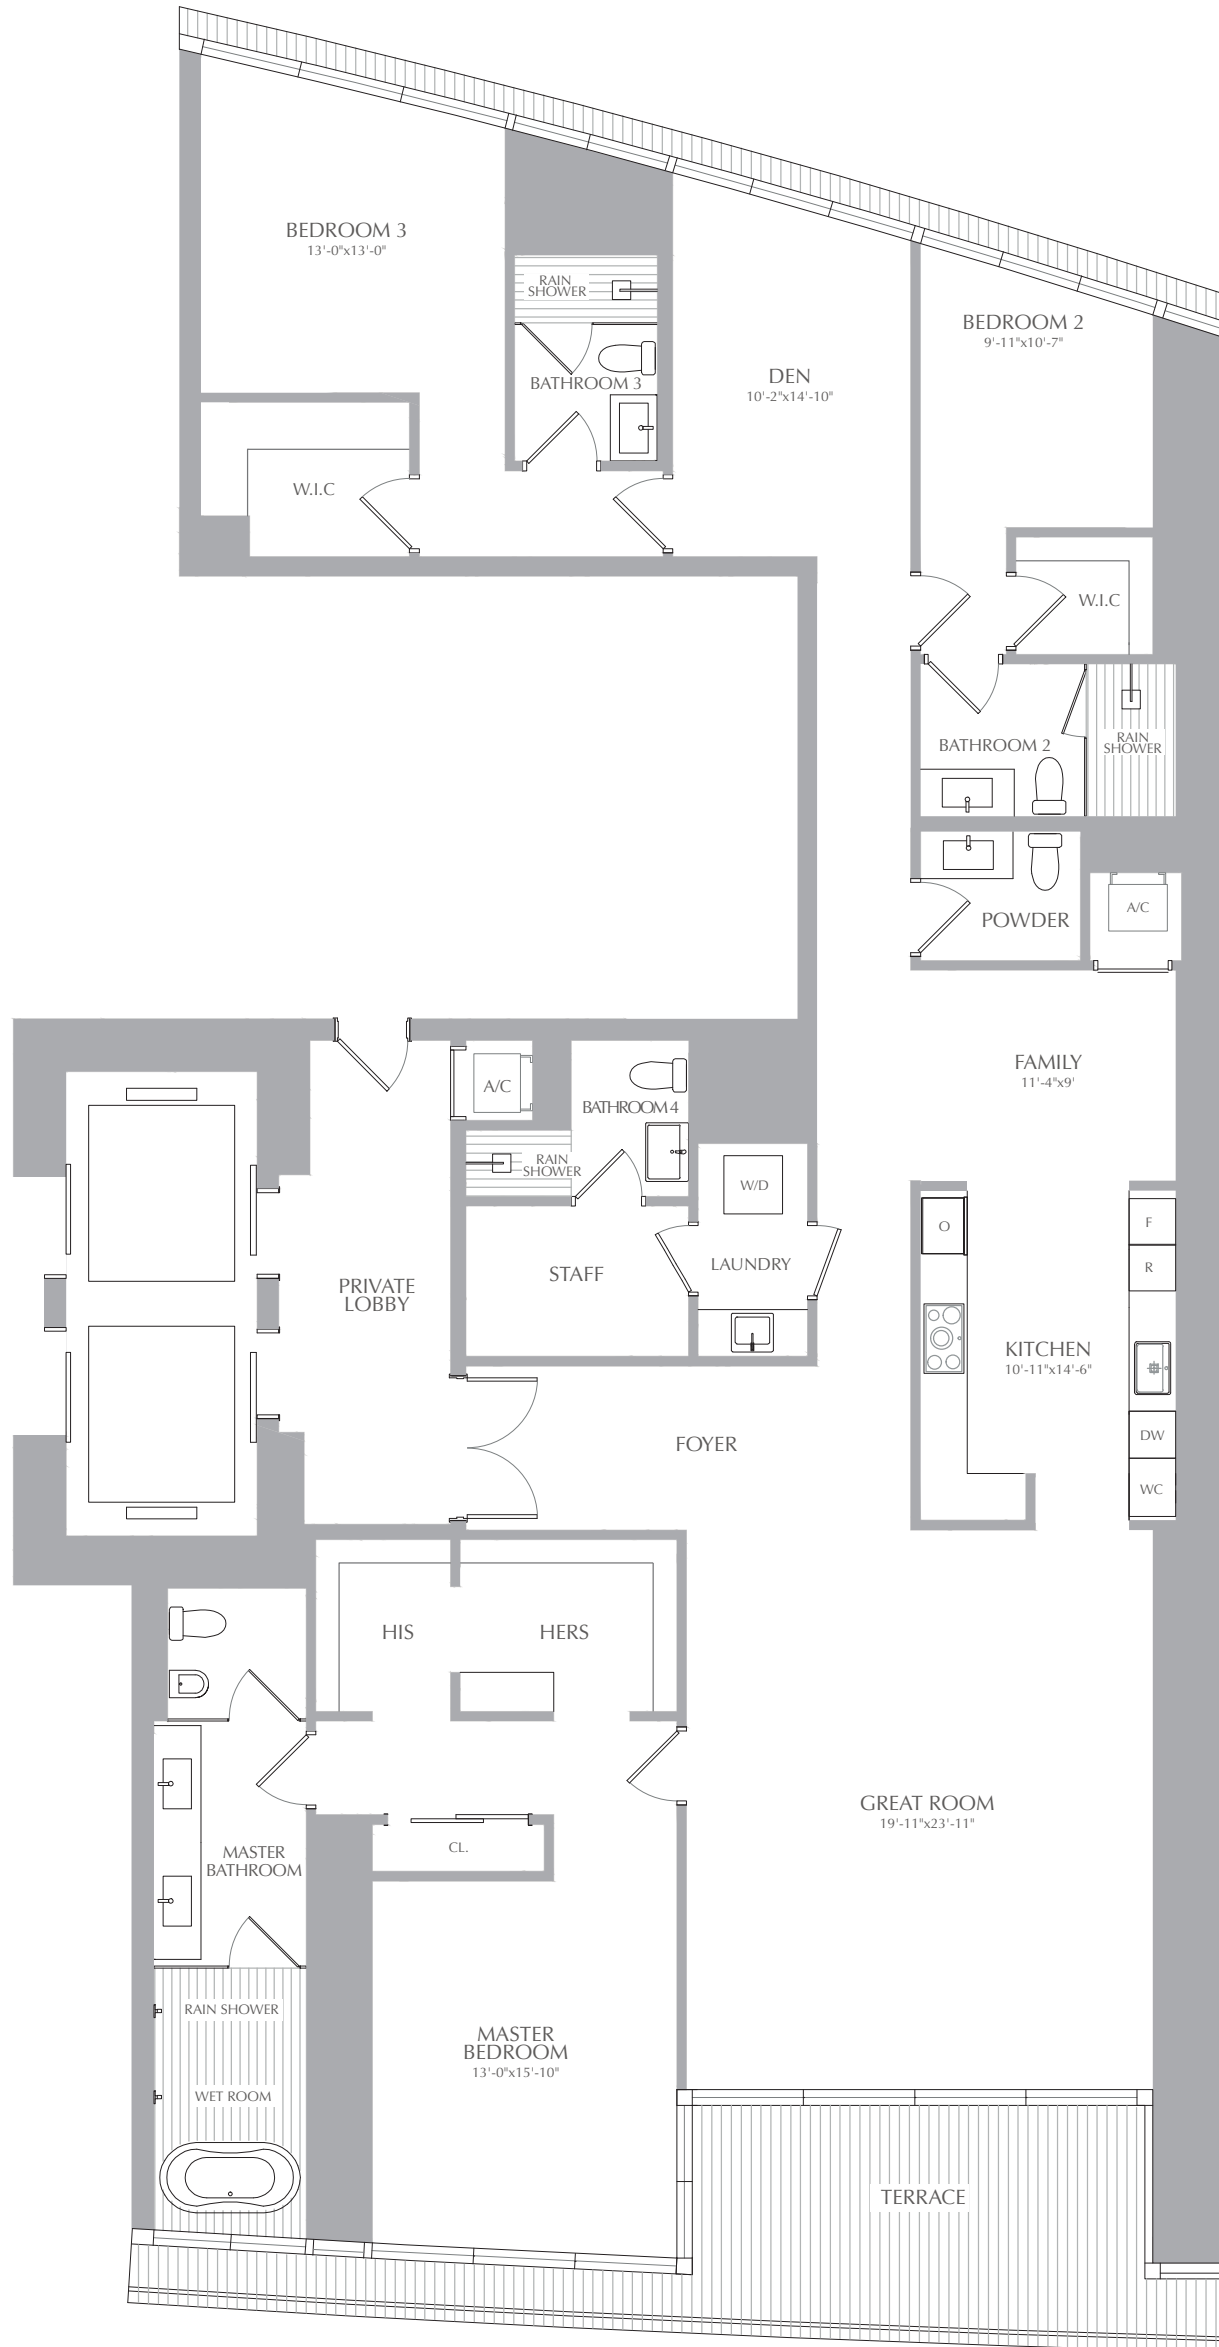 BEDROOM 3
13'-0"x13'-0"
RAIN
SHOWER
BATHROOM 3
W.I.C
DEN
10'-2"x14'-10"
BEDROOM 2
9'-11"x10'-7"
W.I.C
BATHROOM 2
RAIN
SHOWER
POWDER
A/C
FAMILY
11'-4"x9'
A/C
BATHROOM 4
RAIN
SHOWER
W/D
STAFF
LAUNDRY
PRIVATE
LOBBY
O
F
R
KITCHEN
10'-11"x14'-6"
DW
WC
FOYER
HIS
HERS
GREAT ROOM
19'-11"x23'-11"
CL.
MASTER
BATHROOM
RAIN SHOWER
WET ROOM
MASTER
BEDROOM
13'-0"x15'-10"
TERRACE